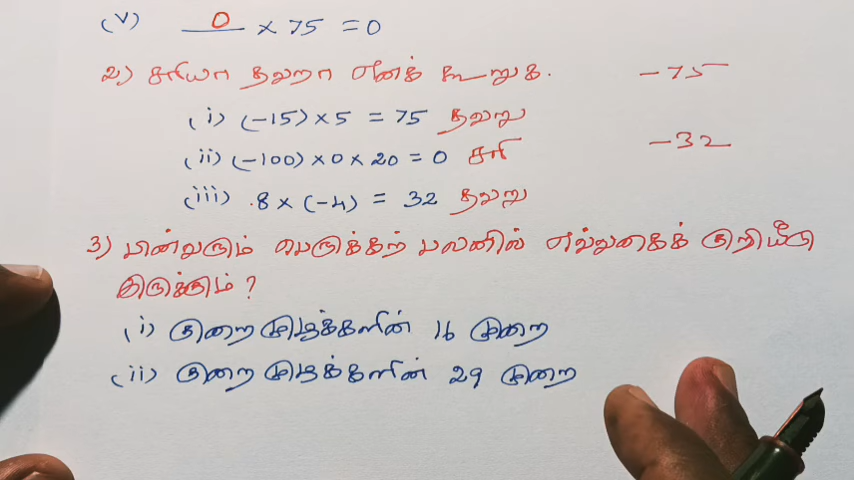 (v) 0 × 75 = 0
2) சரியா தவறா எனக் கூறுக. -75
(i) (-15) × 5 = 75 தவறு
-32
(ii) (-100) × 0 × 20 = 0 சரி
(iii) 8 × (-4) = 32 தவறு
3) பின்வரும் பெருக்கற் பலனில் எவ்வகைக் குறியீடு
இருக்கும்?
(i) குறை முழுக்களின் 16 முறை
(ii) குறை முழுக்களின் 29 முறை